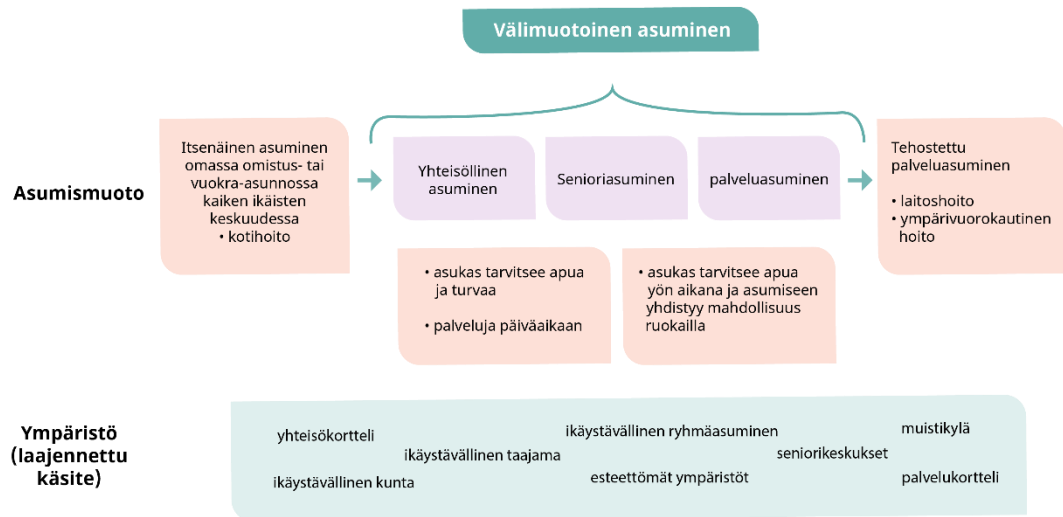 Välimuotoinen asuminen
Asumismuoto
Itsenäinen asuminen
omassa omistus- tai
vuokra-asunnossa
kaiken ikäisten
keskuudessa
• kotihoito
Yhteisöllinen
asuminen
Senioriasuminen
palveluasuminen
Tehostettu
palveluasuminen
• laitoshoito
• ympärivuorokautinen
hoito
• asukas tarvitsee apua
ja turvaa
• palveluja päiväaikaan
• asukas tarvitsee apua
yön aikana ja asumiseen
yhdistyy mahdollisuus
ruokailla
Ympäristö
(laajennettu
käsite)
yhteisökortteli
ikäystävällinen ryhmäasuminen
muistikylä
ikäystävällinen taajama
seniorikeskukset
ikäystävällinen kunta
esteettömät ympäristöt
palvelukortteli